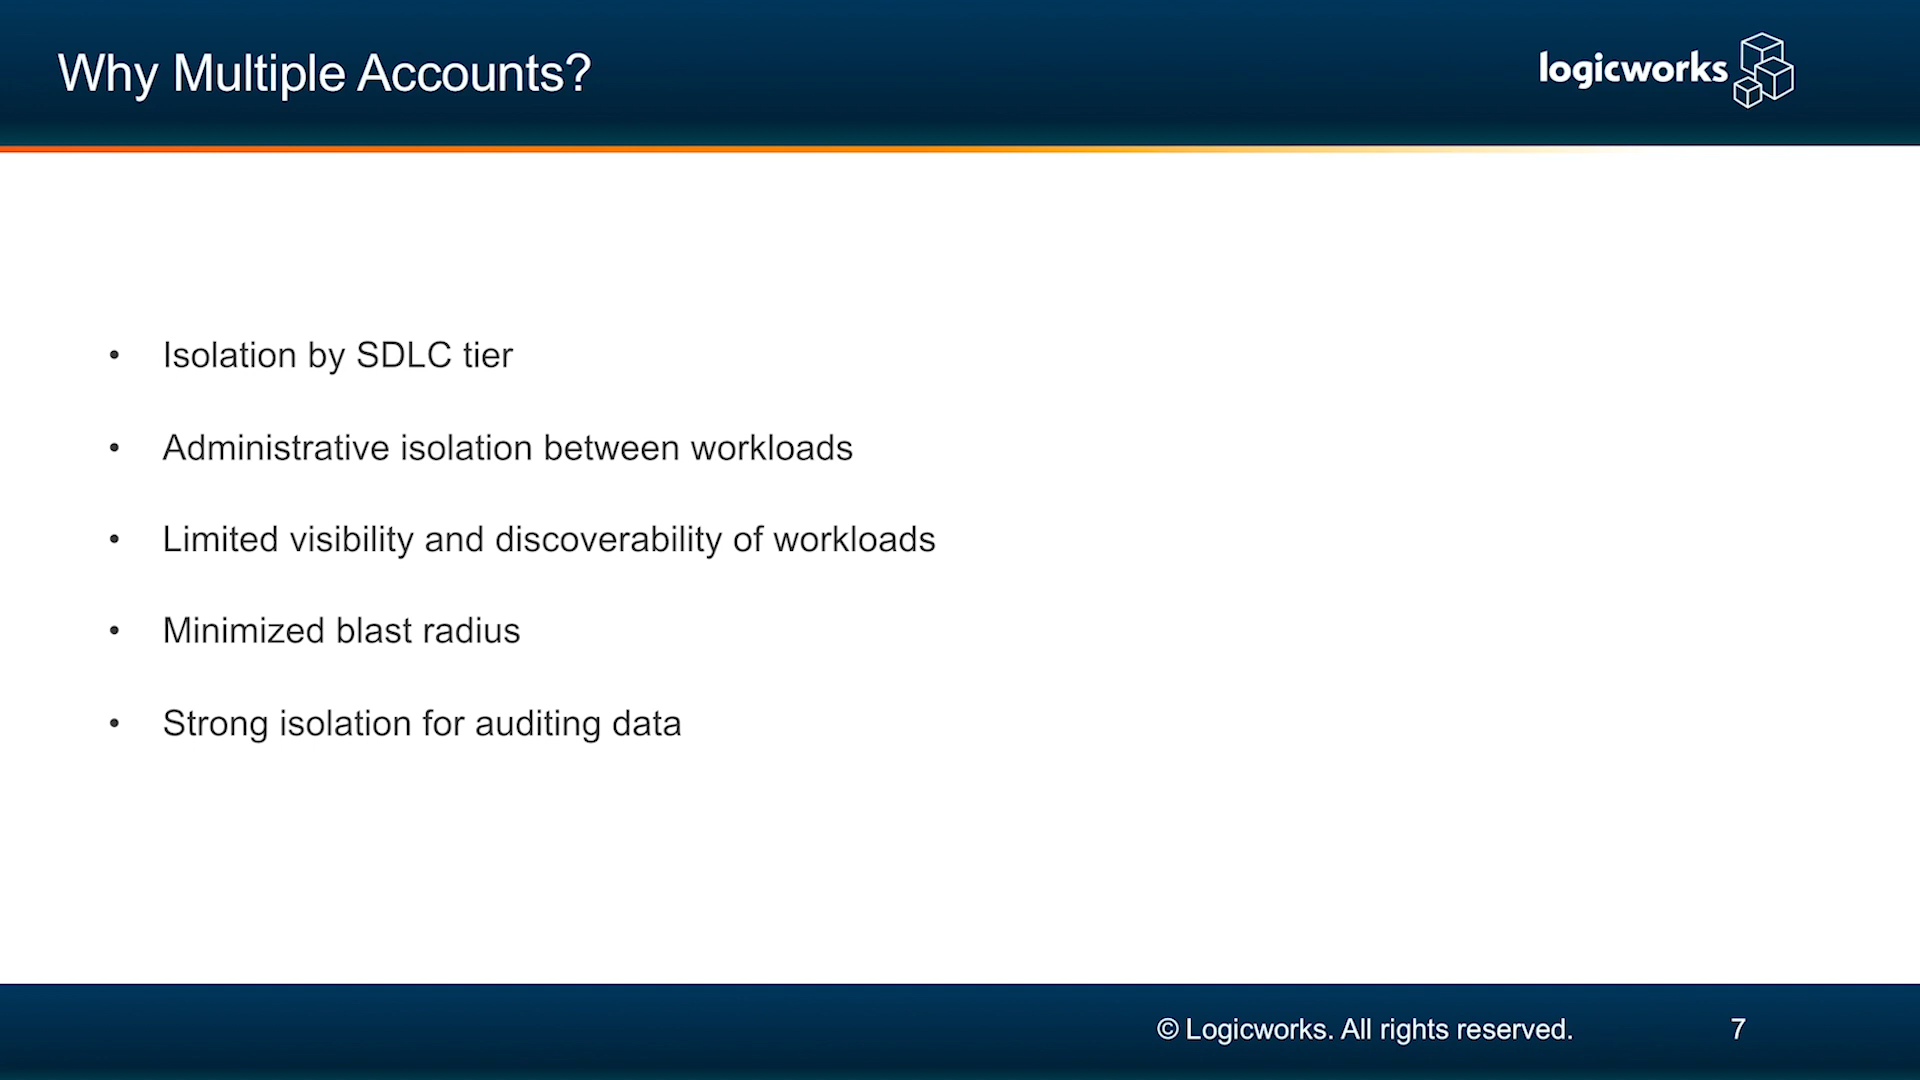 Why Multiple Accounts?
logicworks
• Isolation by SDLC tier
• Administrative isolation between workloads
• Limited visibility and discoverability of workloads
• Minimized blast radius
• Strong isolation for auditing data
© Logicworks. All rights reserved.
7